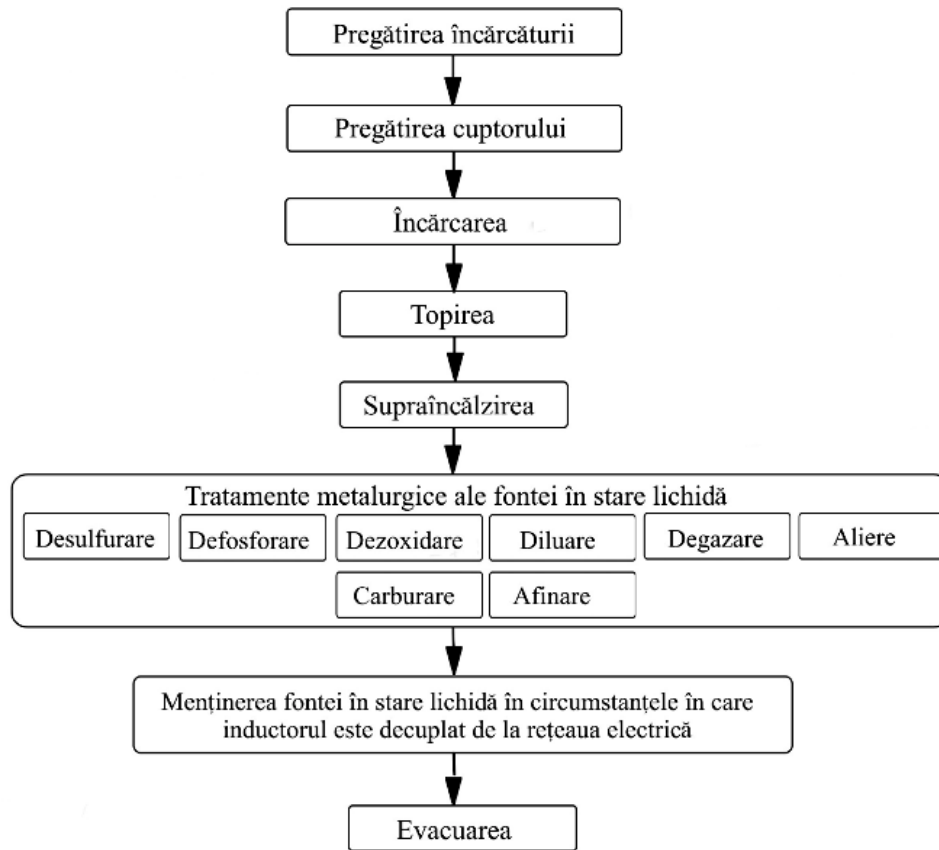 Pregătirea încărcăturii
Pregătirea cuptorului
Încărcarea
Topirea
Supraîncălzirea
Tratamente metalurgice ale fontei în stare lichidă
Desulfurare Defosforare Dezoxidare Diluare Degazare Aliere
Carburare Afinare
Menținerea fontei în stare lichidă în circumstanțele în care
inductorul este decuplat de la rețeaua electrică
Evacuarea